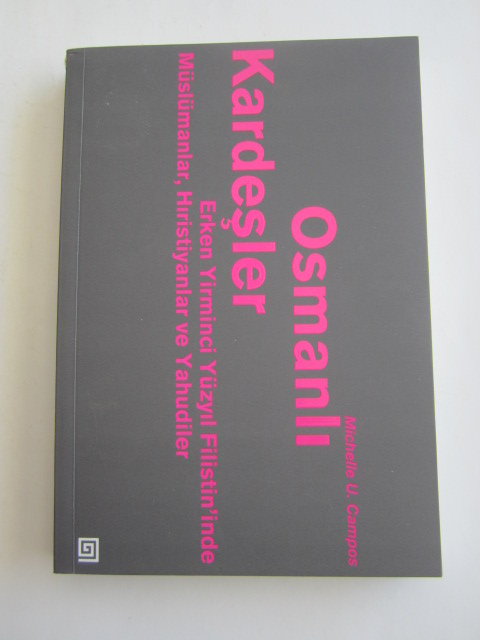 Michelle U. Campos
Osmanlı
Kardeşler
Erken Yirminci Yüzyıl Filistin'inde
Müslümanlar, Hıristiyanlar ve Yahudiler